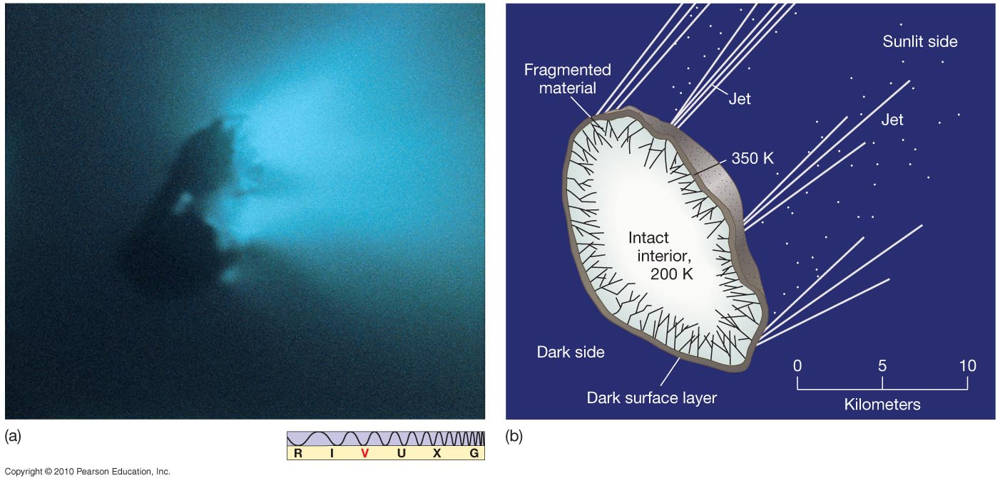 Fragmented
material
Sunlit side
Jet
Jet
350 K
Intact
interior,
200 K
Dark side
Dark surface layer
0 5 10
Kilometers
(a)
(b)
R I V U X G
Copyright © 2010 Pearson Education, Inc.